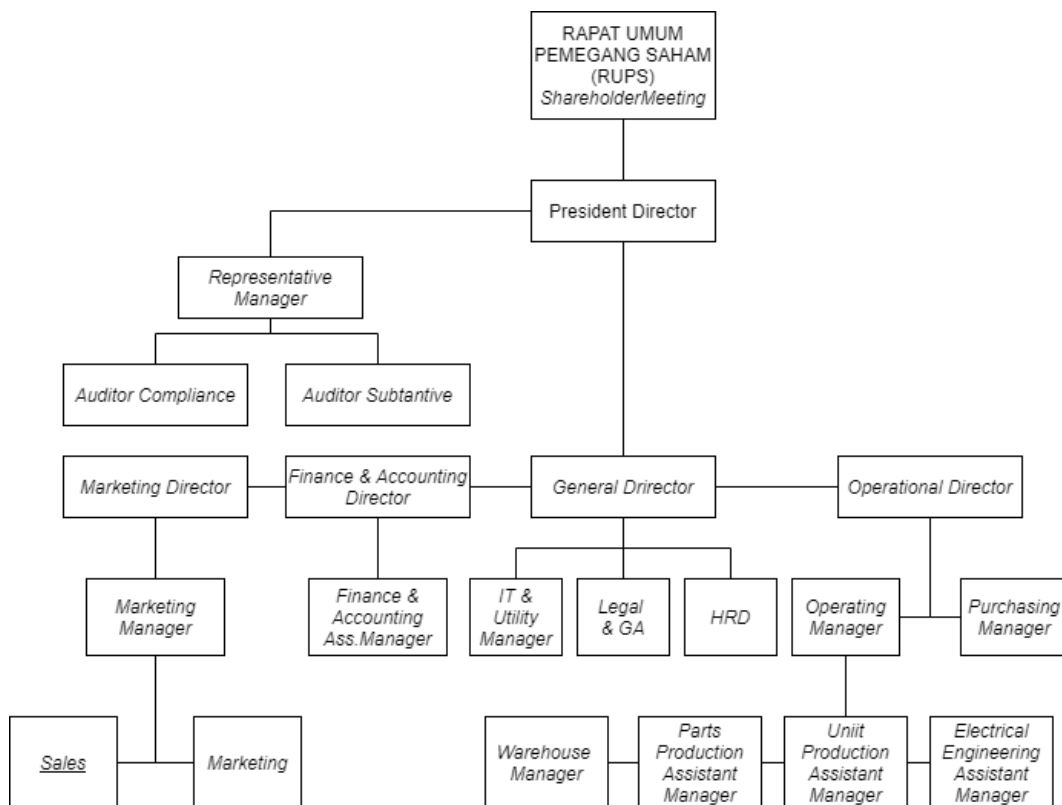 RAPAT UMUM
PEMEGANG SAHAM
(RUPS)
ShareholderMeeting
President Director
Representative
Manager
Auditor Compliance
Auditor Subtantive
Marketing Director
Finance & Accounting
Director
General Drirector
Operational Director
Marketing
Manager
Finance &
Accounting
Ass.Manager
IT &
Utility
Manager
Legal
& GA
HRD
Operating
Manager
Purchasing
Manager
Sales
Marketing
Warehouse
Manager
Parts
Production
Assistant
Manager
Uniit
Production
Assistant
Manager
Electrical
Engineering
Assistant
Manager